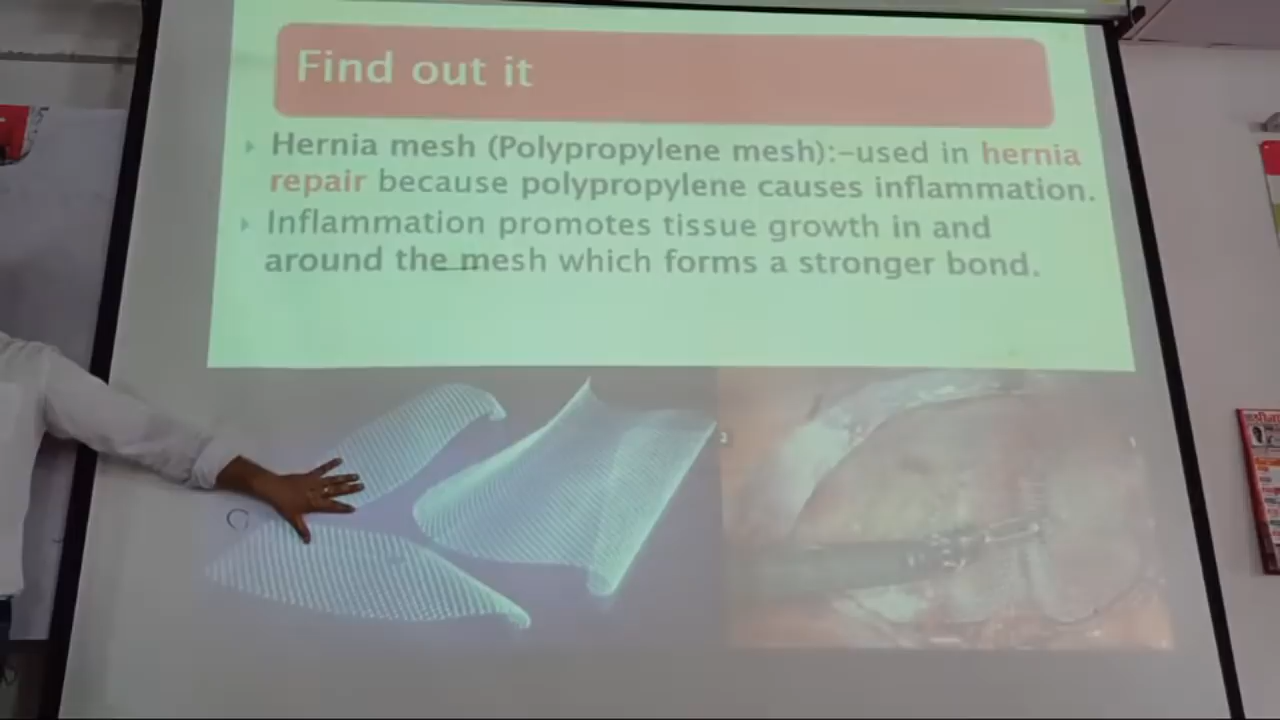 Find out it
Hernia mesh (Polypropylene mesh):-used in hernia
repair because polypropylene causes inflammation.
Inflammation promotes tissue growth in and
around the mesh which forms a stronger bond.